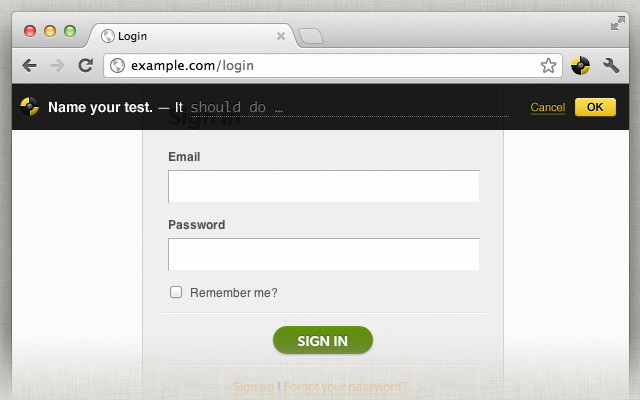 Login
example.com/login
Name your test. — It should do … Cancel OK
Sign in
Email
Password
Remember me?
SIGN IN
Sign up | Forgot your password?